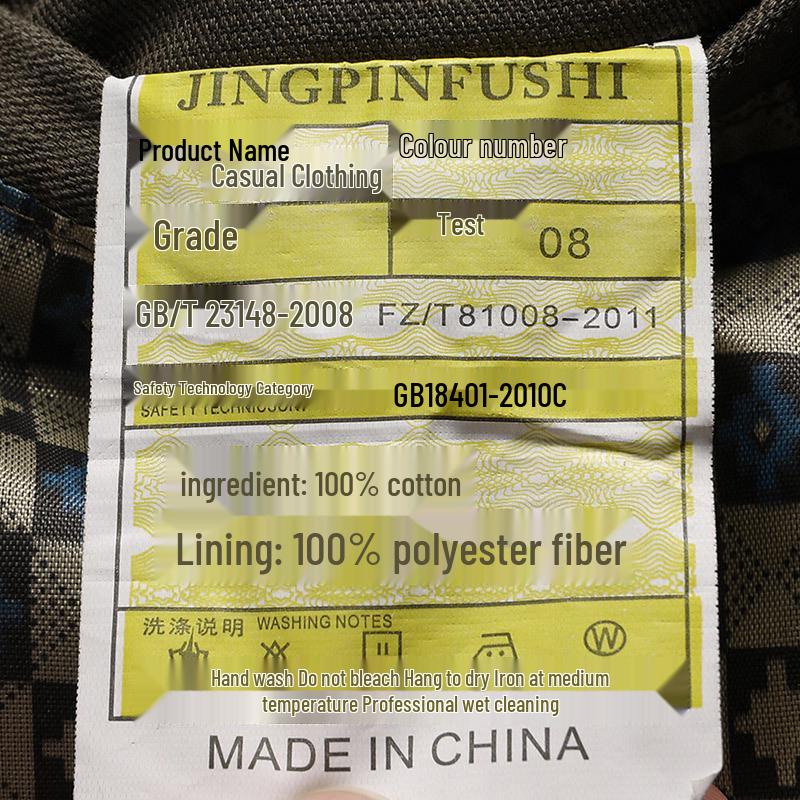 JINGPINFUSHI
Product Name
Casual Clothing
Colour number
Grade
Test 08
GB/T 23148-2008 FZ/T81008-2011
Safety Technology Category
GB18401-2010C
ingredient: 100% cotton
Lining: 100% polyester fiber
洗涤说明 WASHING NOTES
W
Hand wash Do not bleach Hang to dry Iron at medium
temperature Professional wet cleaning
MADE IN CHINA